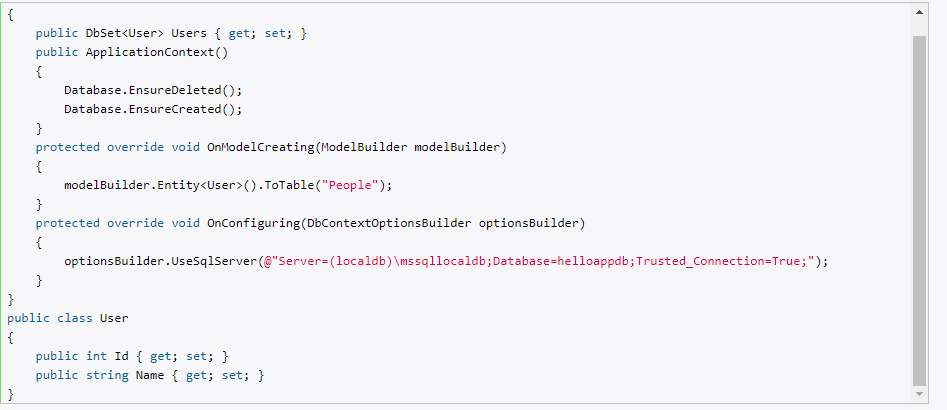 {
    public DbSet<User> Users { get; set; }
    public ApplicationContext()
    {
        Database.EnsureDeleted();
        Database.EnsureCreated();
    }
    protected override void OnModelCreating(ModelBuilder modelBuilder)
    {
        modelBuilder.Entity<User>().ToTable("People");
    }
    protected override void OnConfiguring(DbContextOptionsBuilder optionsBuilder)
    {
        optionsBuilder.UseSqlServer(@"Server=(localdb)\mssqllocaldb;Database=helloappdb;Trusted_Connection=True;");
    }
}
public class User
{
    public int Id { get; set; }
    public string Name { get; set; }
}